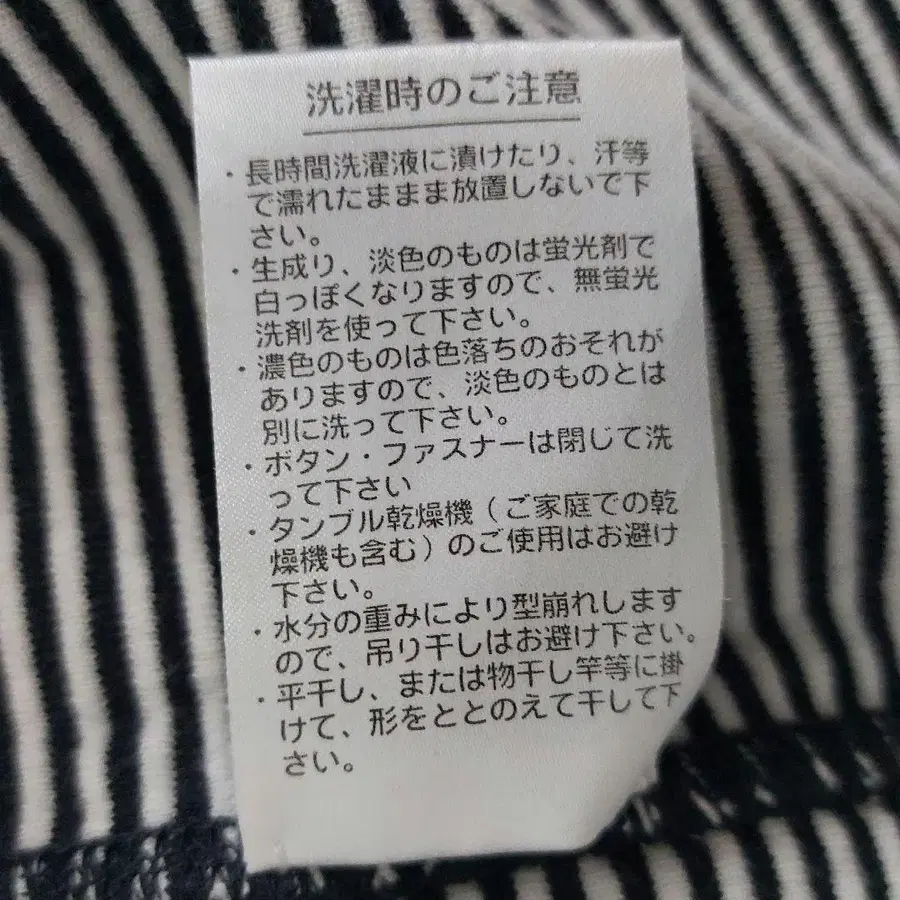 洗濯時のご注意
・長時間洗濯液に漬けたり、汗等
で濡れたまま放置しないで下
さい。
・生成り、淡色のものは蛍光剤で
白っぽくなりますので、無蛍光
洗剤を使って下さい。
・濃色のものは色落ちのおそれが
ありますので、淡色のものとは
別に洗って下さい。
・ボタン・ファスナーは閉じて洗
って下さい
・タンブル乾燥機(ご家庭での乾
燥機も含む)のご使用はお避け
下さい。
・水分の重みにより型崩れします
ので、吊り干しはお避け下さい。
・平干し、または物干し竿等に掛
けて、形をととのえて干して下
さい。